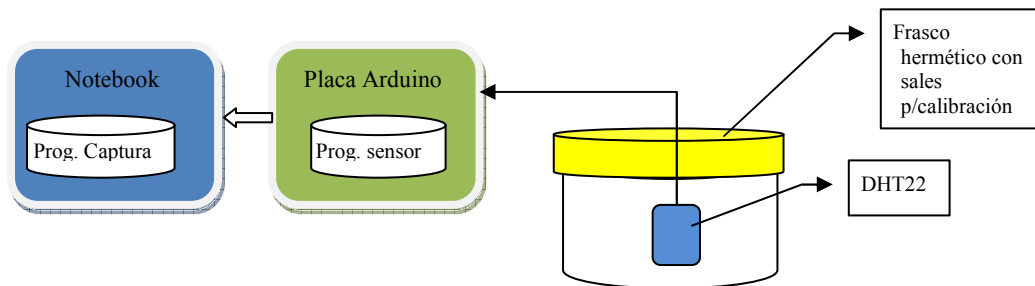 Notebook
Prog. Captura
Placa Arduino
Prog. sensor
Frasco
hermético con
sales
p/calibración
DHT22